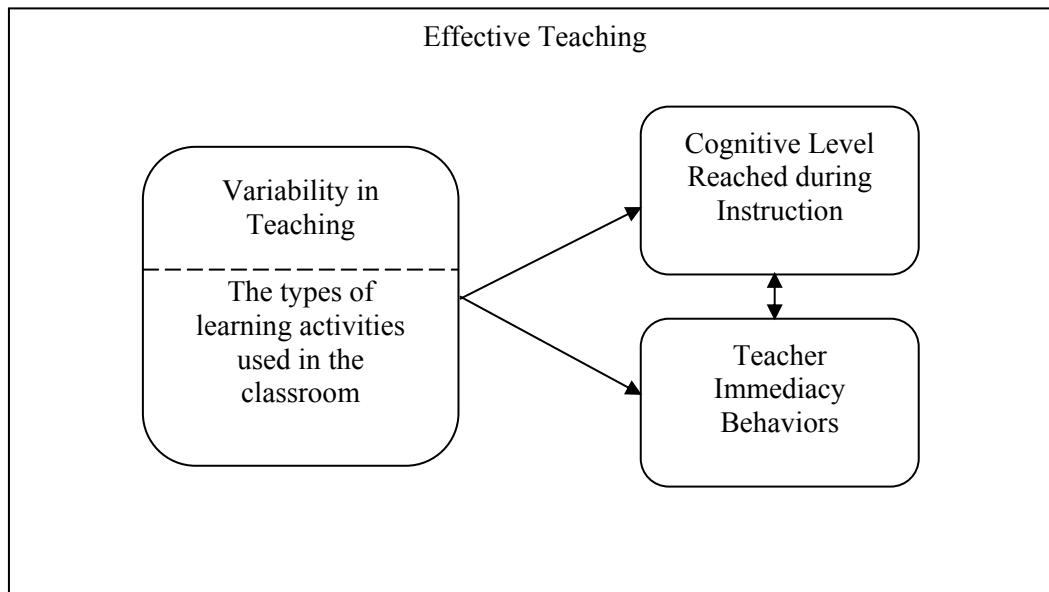 Effective Teaching
Variability in
Teaching
The types of
learning activities
used in the
classroom
Cognitive Level
Reached during
Instruction
Teacher
Immediacy
Behaviors